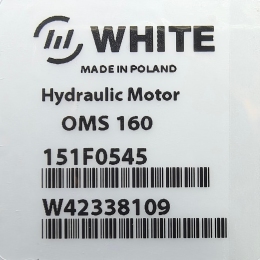 WHITE
MADE IN POLAND
Hydraulic Motor
OMS 160
151F0545
W42338109